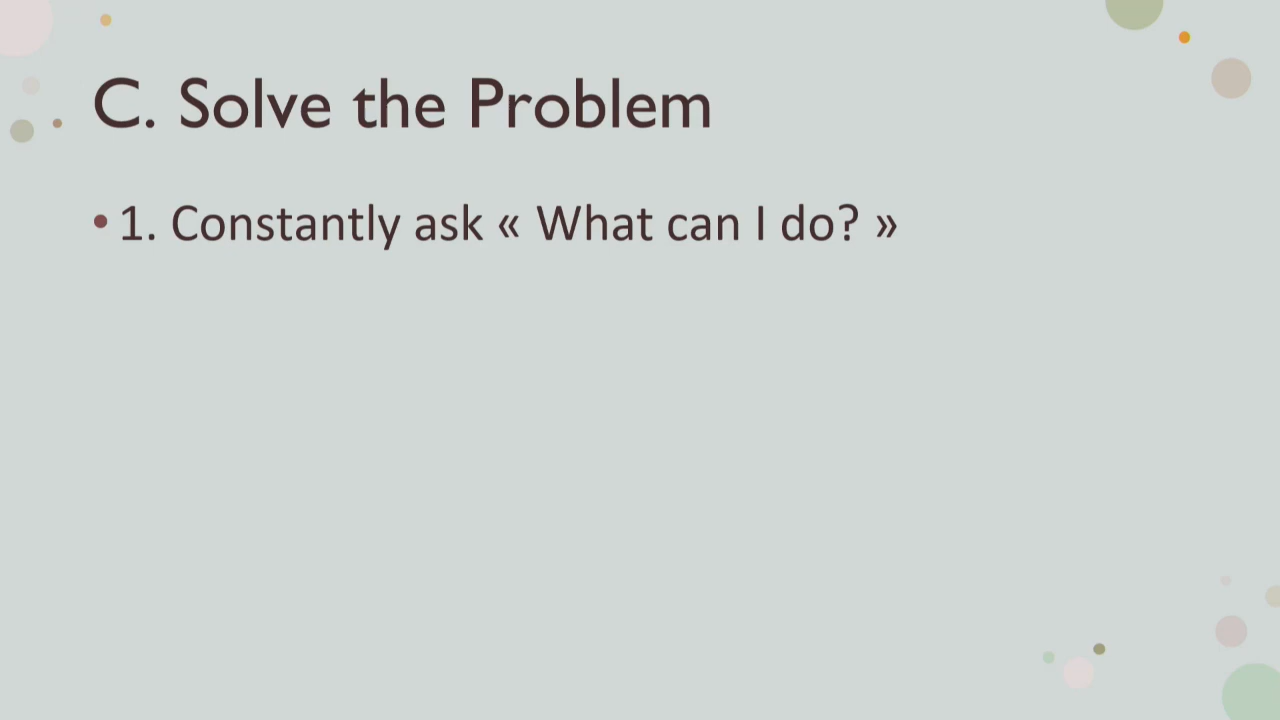 C. Solve the Problem
• 1. Constantly ask « What can I do? »